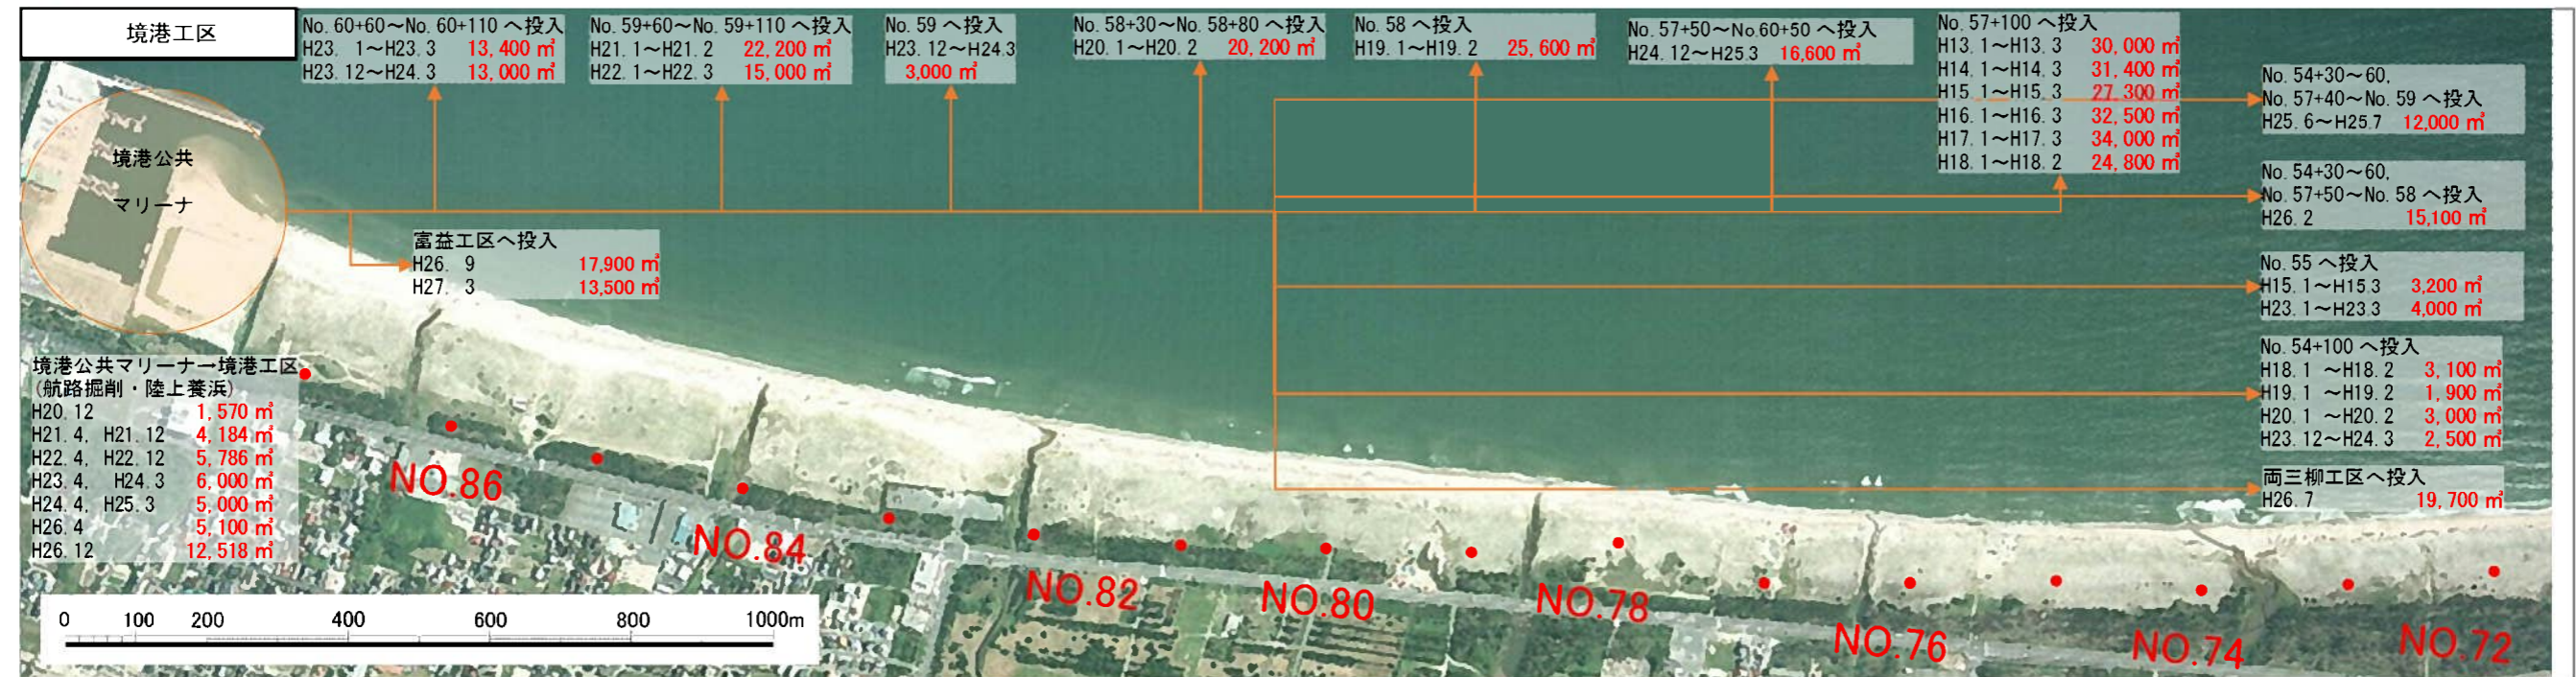 境港工区
No. 60+60～No. 60+110 へ投入
H23. 1～H23.3 13,400 ㎥
H23.12～H24.3 13,000 ㎥
No. 59+60～No. 59+110 へ投入
H21.1～H21.2 22,200 ㎥
H22.1～H22.3 15,000 ㎥
No. 59 へ投入
H23.12～H24.3
3,000 ㎥
No. 58+30～No. 58+80 へ投入
H20.1～H20.2 20,200 ㎥
No. 58 へ投入
H19.1～H19.2 25,600 ㎥
No. 57+50～No.60+50 へ投入
H24.12～H25.3 16,600 ㎥
No. 57+100 へ投入
H13.1～H13.3 30,000 ㎥
H14.1～H14.3 31,400 ㎥
H15.1～H15.3 27,300 ㎥
H16.1～H16.3 32,500 ㎥
H17.1～H17.3 34,000 ㎥
H18.1～H18.2 24,800 ㎥
No. 54+30～60,
No. 57+40～No. 59 へ投入
H25.6～H25.7 12,000 ㎥
No. 54+30～60,
No. 57+50～No. 58 へ投入
H26.2 15,100 ㎥
No. 55 へ投入
H15.1～H15.3 3,200 ㎥
H23.1～H23.3 4,000 ㎥
No. 54+100 へ投入
H18.1 ～H18.2 3,100 ㎥
H19.1 ～H19.2 1,900 ㎥
H20.1 ～H20.2 3,000 ㎥
H23.12～H24.3 2,500 ㎥
両三柳工区へ投入
H26.7 19,700 ㎥
境港公共
マリーナ
富益工区へ投入
H26. 9 17,900 ㎥
H27. 3 13,500 ㎥
境港公共マリーナ→境港工区
(航路掘削・陸上養浜)
H20.12 1,570 ㎥
H21.4, H21.12 4,184 ㎥
H22.4, H22.12 5,786 ㎥
H23.4, H24.3 6,000 ㎥
H24.4, H25.3 5,000 ㎥
H26.4 5,100 ㎥
H26.12 12,518 ㎥
NO.86
NO.84
NO.82
NO.80
NO.78
NO.76
NO.74
NO.72
0 100 200 400 600 800 1000m